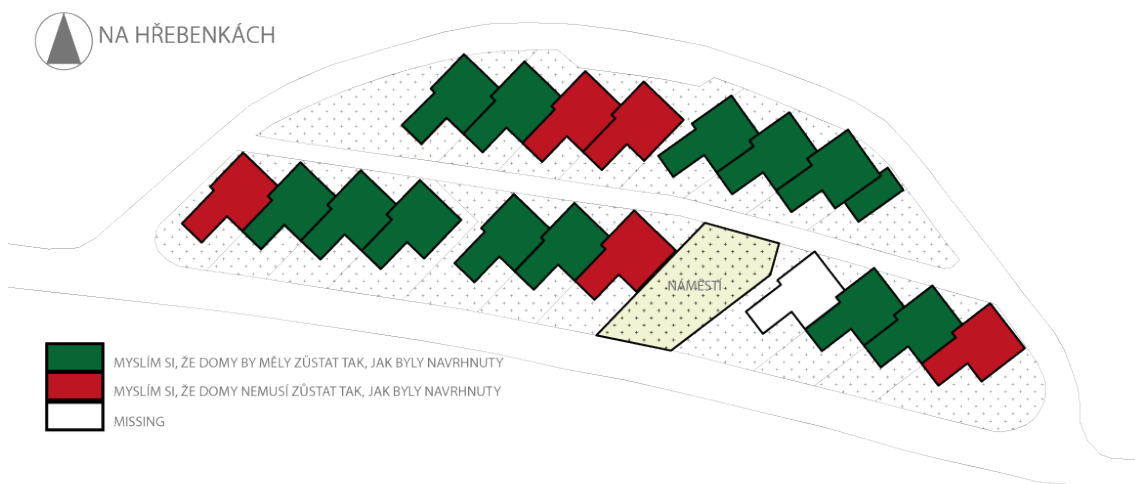 NA HŘEBENKÁCH
NÁMĚSTÍ
MYSLÍM SI, ŽE DOMY BY MĚLY ZŮSTAT TAK, JAK BYLY NAVRHNUTY
MYSLÍM SI, ŽE DOMY NEMUSÍ ZŮSTAT TAK, JAK BYLY NAVRHNUTY
MISSING